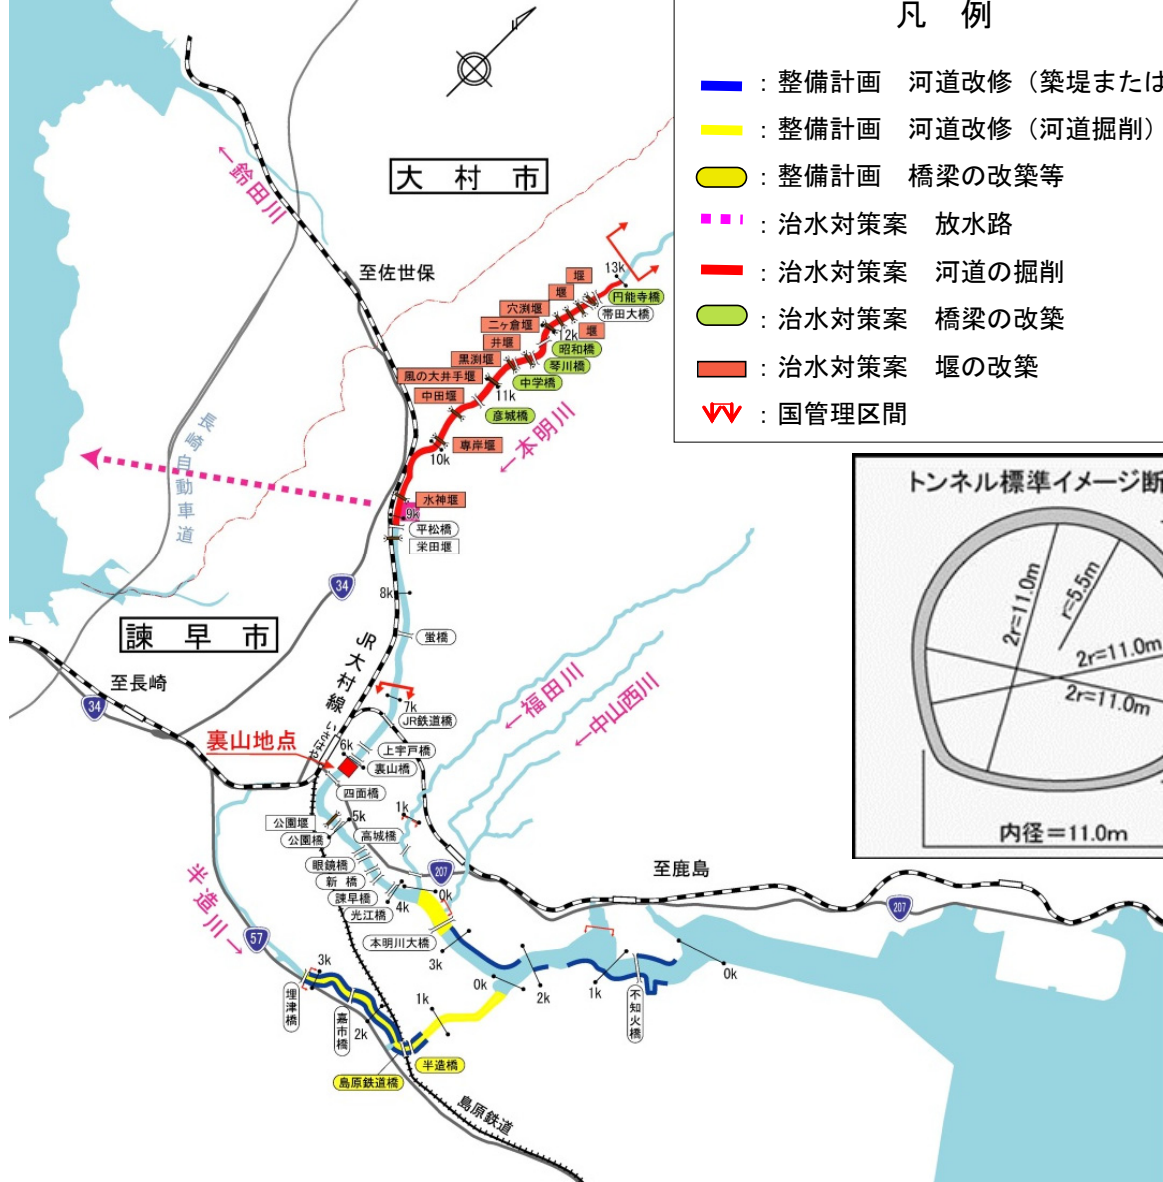 凡 例
：整備計画 河道改修（築堤または
：整備計画 河道改修（河道掘削）
：整備計画 橋梁の改築等
：治水対策案 放水路
：治水対策案 河道の掘削
：治水対策案 橋梁の改築
：治水対策案 堰の改築
：国管理区間
トンネル標準イメージ断
2r=11.0m
r=5.5m
2r=11.0m
2r=11.0m
内径＝11.0m
大 村 市
←鈴田川
至佐世保
13k
円能寺橋
帯田大橋
堰
堰
穴渕堰
二ヶ倉堰
12k
堰
井堰
昭和橋
黒渕堰
琴川橋
風の大井手堰
中学橋
11k
中田堰
彦城橋
←本明川
専岸堰
10k
水神堰
9k
平松橋
栄田堰
長崎自動車道
34
8k
諫 早 市
蛍橋
JR大村線
至長崎
34
7k
JR鉄道橋
←福田川
←中山西川
いさはや
裏山地点
6k
上宇戸橋
裏山橋
四面橋
5k
公園堰
公園橋
高城橋
1k
眼鏡橋
新 橋
諫早橋
光江橋
4k
0k
207
至鹿島
207
本明川大橋
3k
半造川→
57
3k
埋津橋
嘉市橋
2k
1k
0k
2k
1k
不知火橋
0k
半造橋
島原鉄道橋
島原鉄道